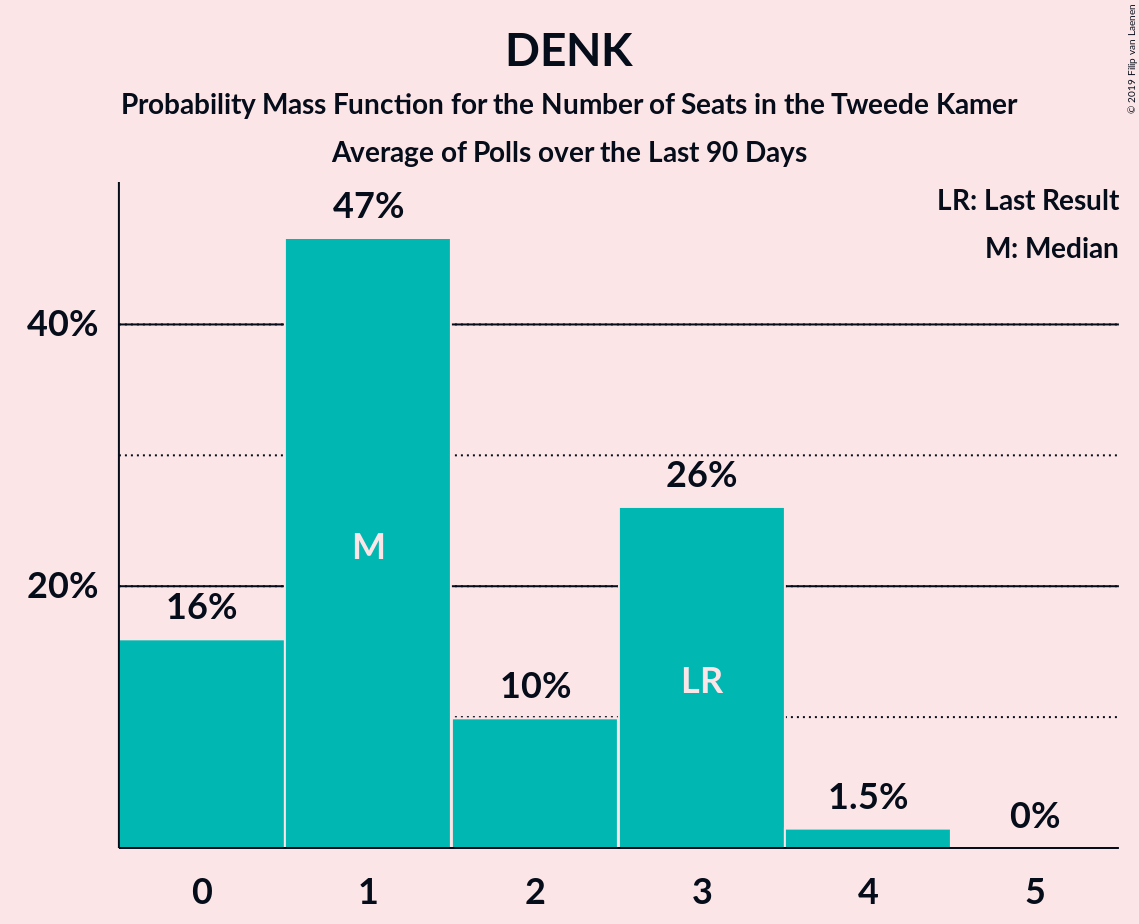 DENK
Probability Mass Function for the Number of Seats in the Tweede Kamer
Average of Polls over the Last 90 Days
© 2019 Filip van Laenen
LR: Last Result
M: Median
47%
40%
26%
M
20%
16%
LR
10%
1.5%
0%
0 1 2 3 4 5